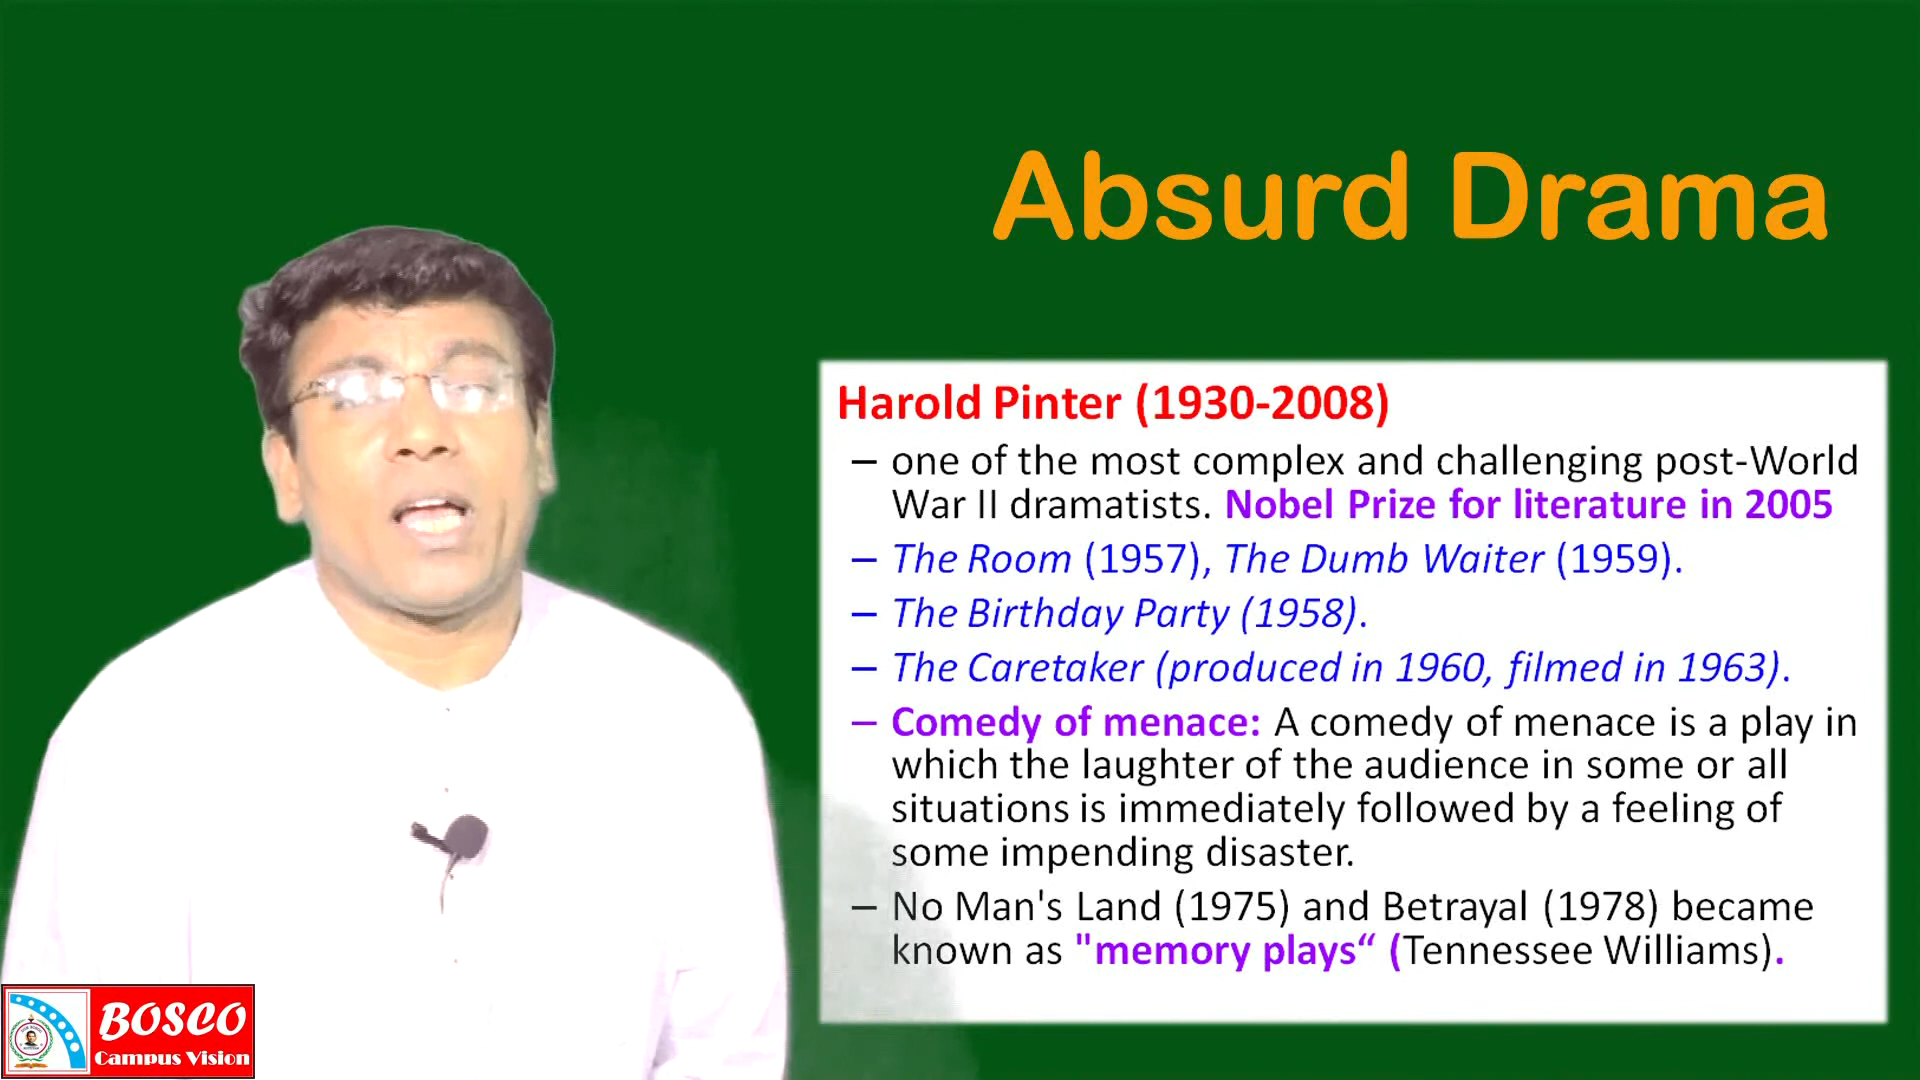 Absurd Drama
Harold Pinter (1930-2008)
– one of the most complex and challenging post-World
War II dramatists. Nobel Prize for literature in 2005
– The Room (1957), The Dumb Waiter (1959).
– The Birthday Party (1958).
– The Caretaker (produced in 1960, filmed in 1963).
– Comedy of menace: A comedy of menace is a play in
which the laughter of the audience in some or all
situations is immediately followed by a feeling of
some impending disaster.
– No Man's Land (1975) and Betrayal (1978) became
known as "memory plays“ (Tennessee Williams).
BOSCO
Campus Vision